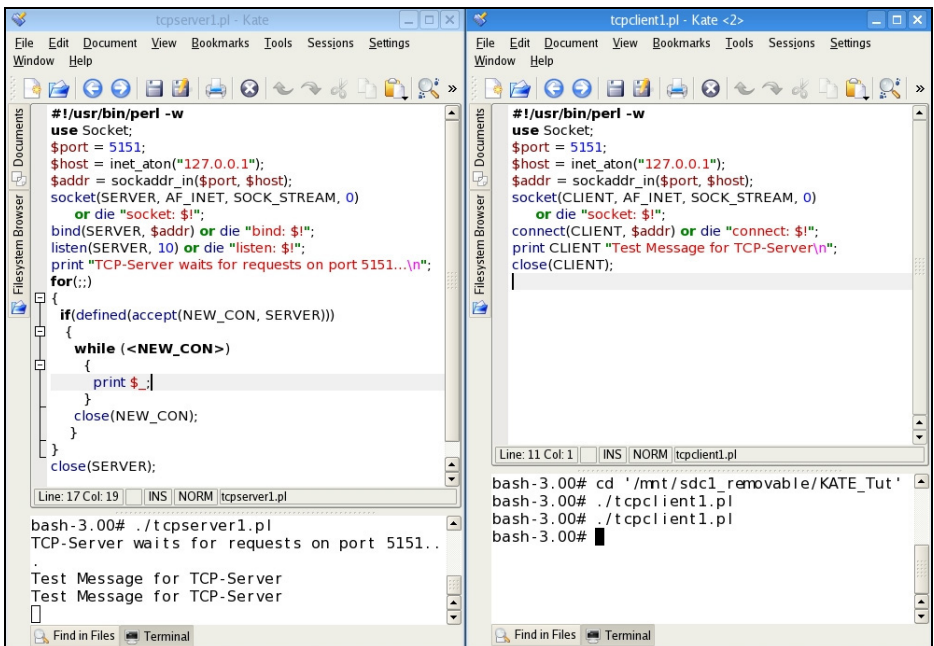 tcpserver1.pl - Kate
File Edit Document View Bookmarks Tools Sessions Settings
Window Help
»
Documents
Filesystem Browser
#!/usr/bin/perl -w
use Socket;
$port = 5151;
$host = inet_aton("127.0.0.1");
$addr = sockaddr_in($port, $host);
socket(SERVER, AF_INET, SOCK_STREAM, 0)
or die "socket: $!";
bind(SERVER, $addr) or die "bind: $!";
listen(SERVER, 10) or die "listen: $!";
print "TCP-Server waits for requests on port 5151...\n";
for(;;)
{
if(defined(accept(NEW_CON, SERVER)))
{
while (<NEW_CON>)
{
print $_;
}
close(NEW_CON);
}
}
close(SERVER);
Line: 17 Col: 19 INS NORM tcpserver1.pl
bash-3.00# ./tcpserver1.pl
TCP-Server waits for requests on port 5151..
.
Test Message for TCP-Server
Test Message for TCP-Server
Find in Files Terminal
tcpclient1.pl - Kate <2>
File Edit Document View Bookmarks Tools Sessions Settings
Window Help
»
Documents
Filesystem Browser
#!/usr/bin/perl -w
use Socket;
$port = 5151;
$host = inet_aton("127.0.0.1");
$addr = sockaddr_in($port, $host);
socket(CLIENT, AF_INET, SOCK_STREAM, 0)
or die "socket: $!";
connect(CLIENT, $addr) or die "connect: $!";
print CLIENT "Test Message for TCP-Server\n";
close(CLIENT);
Line: 11 Col: 1 INS NORM tcpclient1.pl
bash-3.00# cd '/mnt/sdc1_removable/KATE_Tut'
bash-3.00# ./tcpclient1.pl
bash-3.00# ./tcpclient1.pl
bash-3.00#
Find in Files Terminal